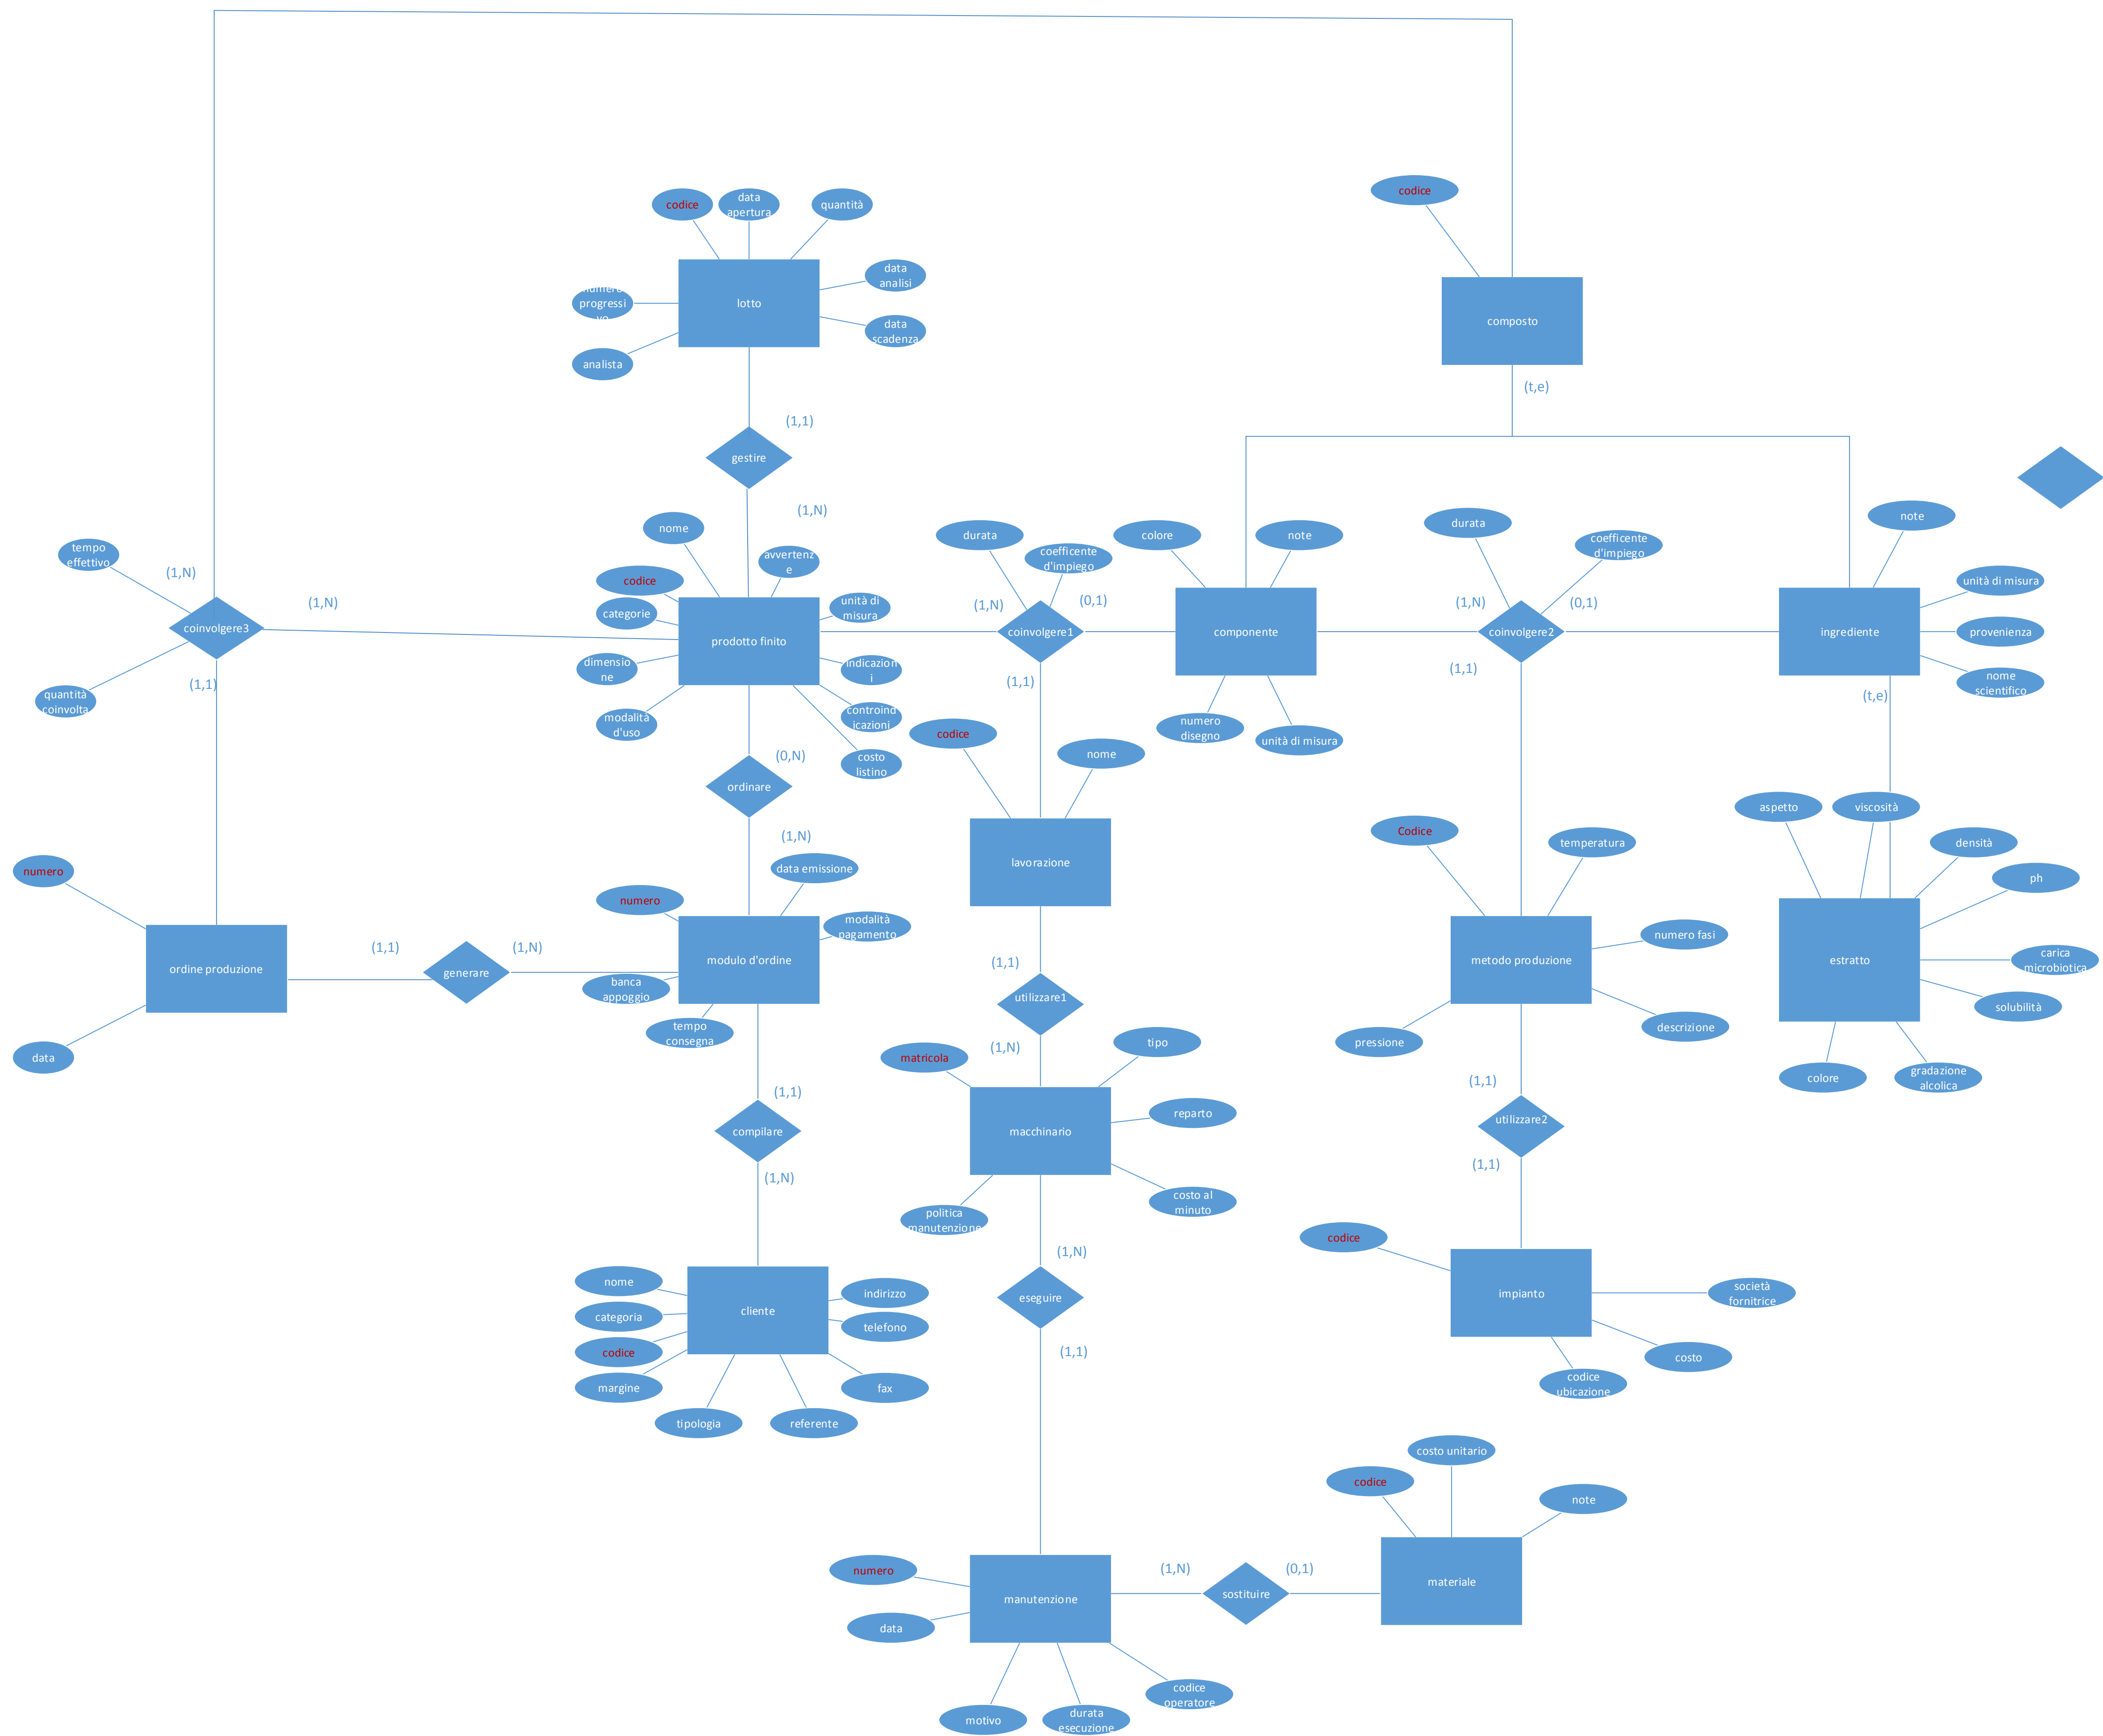 codice
codice
data
apertura
quantità
data
analisi
lotto
progressi
data
scadenza
composto
analista
(t,e)
(1,1)
gestire
(1,N)
nome
durata
colore
note
durata
note
tempo
effettivo
avvertenz
e
coefficente
d'impiego
coefficente
d'impiego
(1,N)
codice
unità di misura
(1,N)
categorie
unità di
misura
(1,N)
(0,1)
(1,N)
(0,1)
coinvolgere3
prodotto finito
coinvolgere1
componente
coinvolgere2
ingrediente
provenienza
dimensio
ne
indicazioni
i
(1,1)
(1,1)
(1,1)
nome
scientifico
quantità
coinvolta
(t,e)
modalità
d'uso
controind
icazioni
numero
disegno
unità di misura
codice
nome
(0,N)
costo
listino
ordinare
aspetto
viscosità
(1,N)
Codice
temperatura
densità
lavorazione
numero
data emissione
ph
numero
modalità
pagamento
numero fasi
(1,1)
(1,N)
ordine produzione
generare
modulo d'ordine
(1,1)
metodo produzione
estratto
carica
microbiotica
banca
appoggio
utilizzare1
solubilità
tempo
consegna
descrizione
data
(1,N)
matricola
tipo
pressione
colore
gradazione
alcolica
(1,1)
(1,1)
reparto
compilare
macchinario
utilizzare2
(1,N)
(1,1)
politica
manutenzione
costo al
minuto
codice
(1,N)
nome
indirizzo
cliente
eseguire
impianto
società
fornitrice
categoria
telefono
codice
(1,1)
costo
margine
fax
codice
ubicazione
tipologia
referente
costo unitario
codice
note
numero
(1,N)
(0,1)
manutenzione
sostituire
materiale
data
codice
operatore
motivo
durata
esecuzione